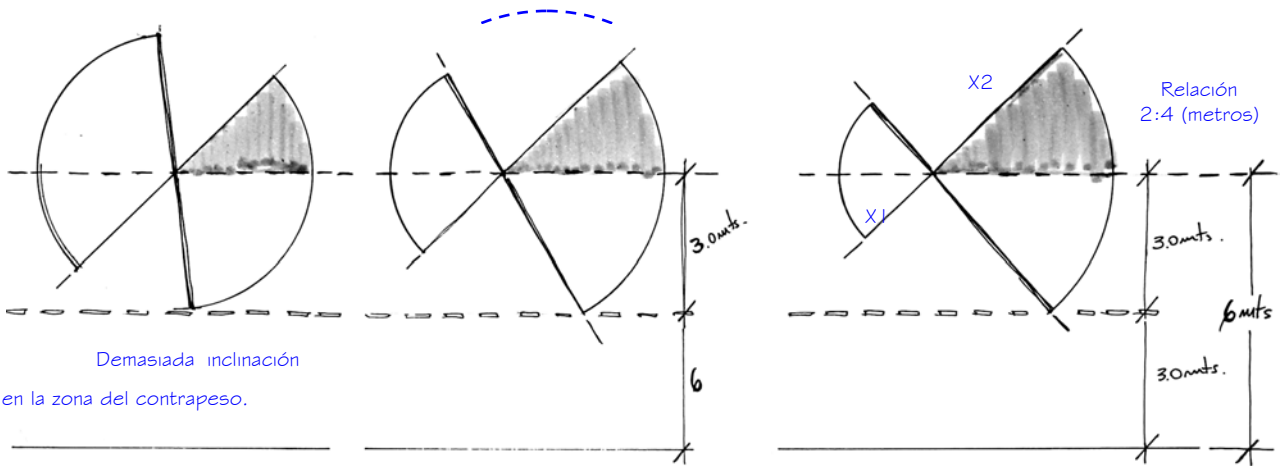 Demasiada inclinación
en la zona del contrapeso.
3.0mts.
6
X2
X1
Relación
2:4 (metros)
3.0mts.
3.0mts.
6mts